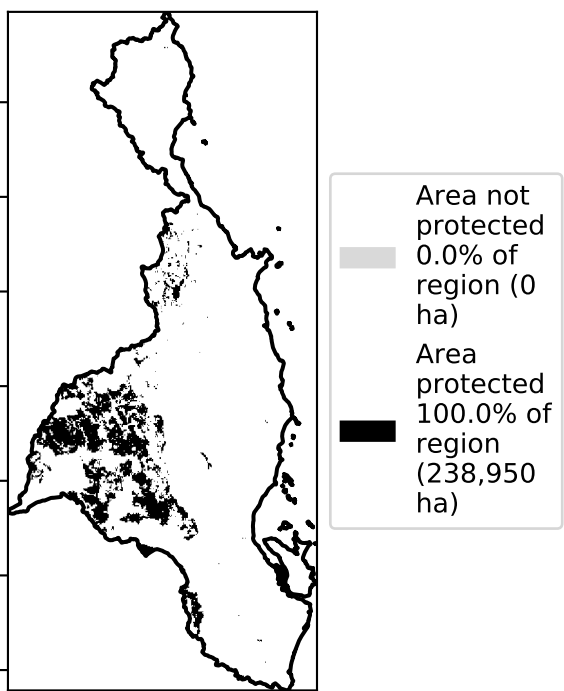 Area not
protected
0.0% of
region (0
ha)
Area
protected
100.0% of
region
(238,950
ha)